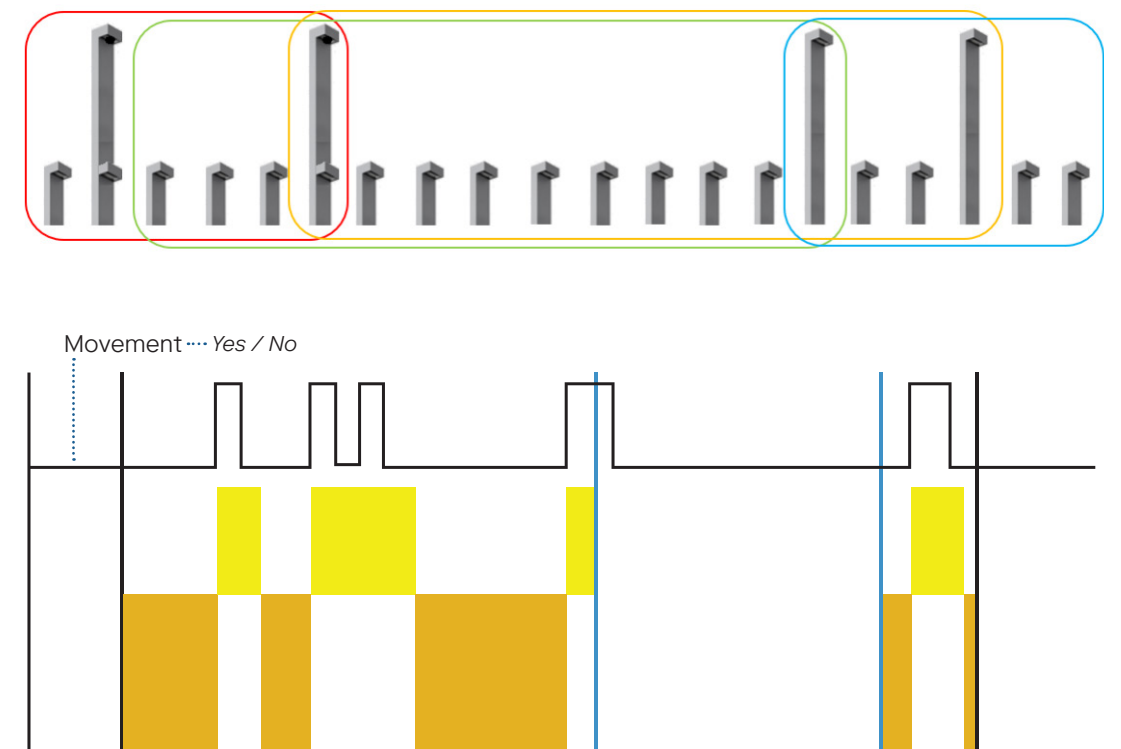 Movement ···· Yes / No